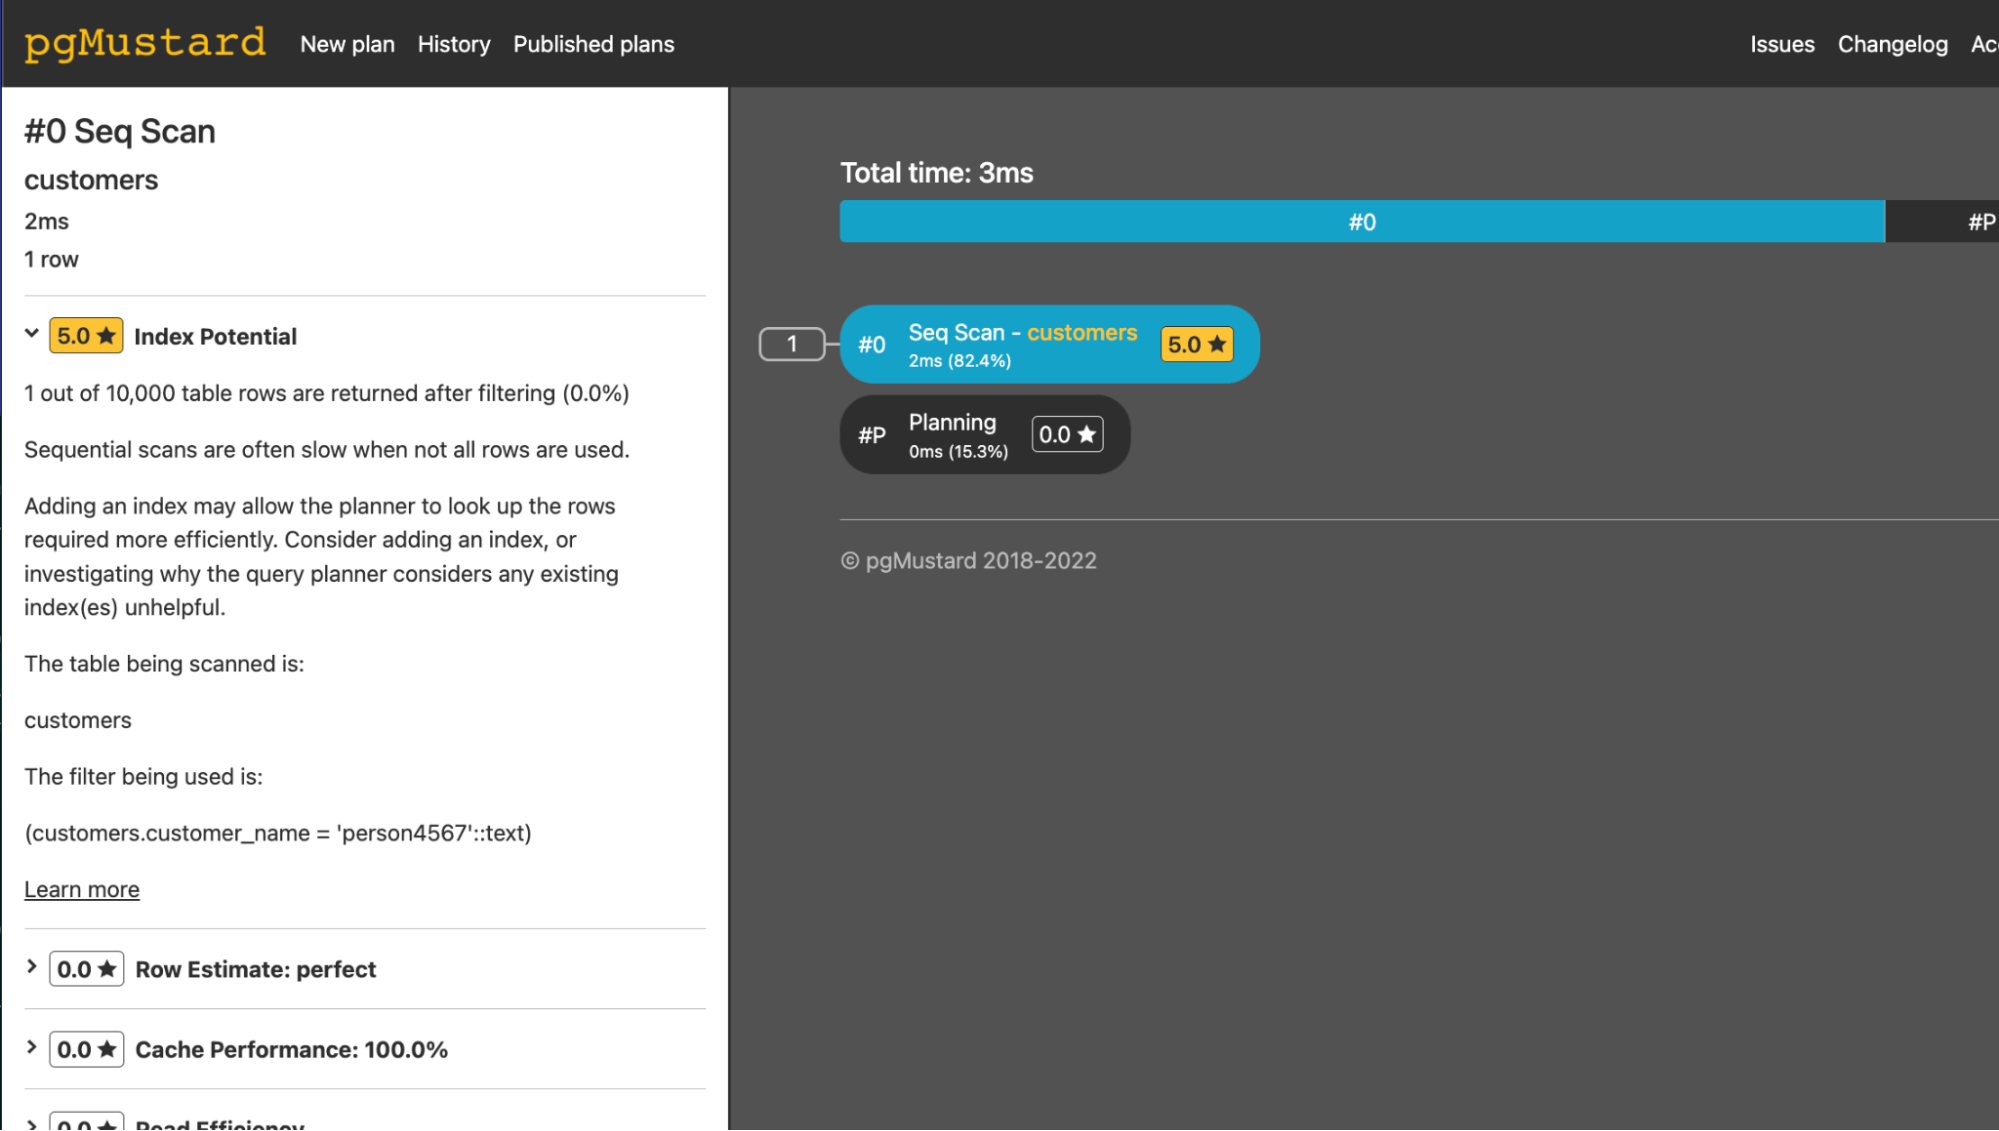 pgMustard New plan History Published plans Issues Changelog
#0 Seq Scan
customers
2ms
1 row
5.0 ★ Index Potential
1 out of 10,000 table rows are returned after filtering (0.0%)
Sequential scans are often slow when not all rows are used.
Adding an index may allow the planner to look up the rows
required more efficiently. Consider adding an index, or
investigating why the query planner considers any existing
index(es) unhelpful.
The table being scanned is:
customers
The filter being used is:
(customers.customer_name = 'person4567'::text)
Learn more
0.0 ★ Row Estimate: perfect
0.0 ★ Cache Performance: 100.0%
0.0 ★ Read Efficiency
Total time: 3ms
#0 #P
1 #0 Seq Scan - customers 5.0 ★
2ms (82.4%)
#P Planning 0.0 ★
0ms (15.3%)
© pgMustard 2018-2022